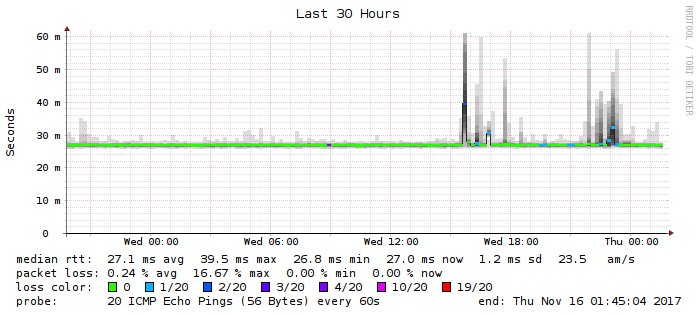 Last 30 Hours
RRDTOOL / TOBI OETIKER
Seconds
60 m
50 m
40 m
30 m
20 m
10 m
0
Wed 00:00 Wed 06:00 Wed 12:00 Wed 18:00 Thu 00:00
median rtt: 27.1 ms avg 39.5 ms max 26.8 ms min 27.0 ms now 1.2 ms sd 23.5 am/s
packet loss: 0.24 % avg 16.67 % max 0.00 % min 0.00 % now
loss color: 0 1/20 2/20 3/20 4/20 10/20 19/20
probe: 20 ICMP Echo Pings (56 Bytes) every 60s end: Thu Nov 16 01:45:04 2017